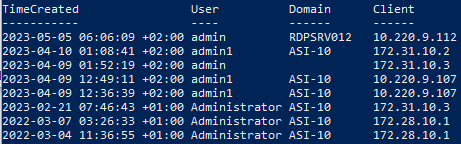 TimeCreated User Domain Client
----------- ---- ------ ------
2023-05-05 06:06:09 +02:00 admin RDPSRV012 10.220.9.112
2023-04-10 01:08:41 +02:00 admin1 ASI-10 172.31.10.2
2023-04-09 01:52:19 +02:00 admin 172.31.10.3
2023-04-09 12:49:11 +02:00 admin1 ASI-10 10.220.9.107
2023-04-09 12:36:39 +02:00 admin1 ASI-10 10.220.9.107
2023-02-21 07:46:43 +01:00 Administrator ASI-10 172.31.10.3
2022-03-07 03:26:33 +01:00 Administrator ASI-10 172.28.10.1
2022-03-04 11:36:55 +01:00 Administrator ASI-10 172.28.10.1